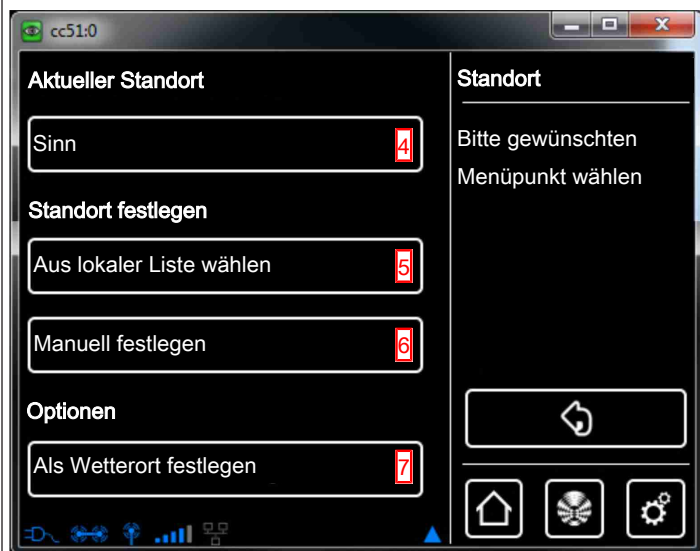 cc51:0
Aktueller Standort
Sinn 4
Standort festlegen
Aus lokaler Liste wählen 5
Manuell festlegen 6
Optionen
Als Wetterort festlegen 7
Standort
Bitte gewünschten
Menüpunkt wählen